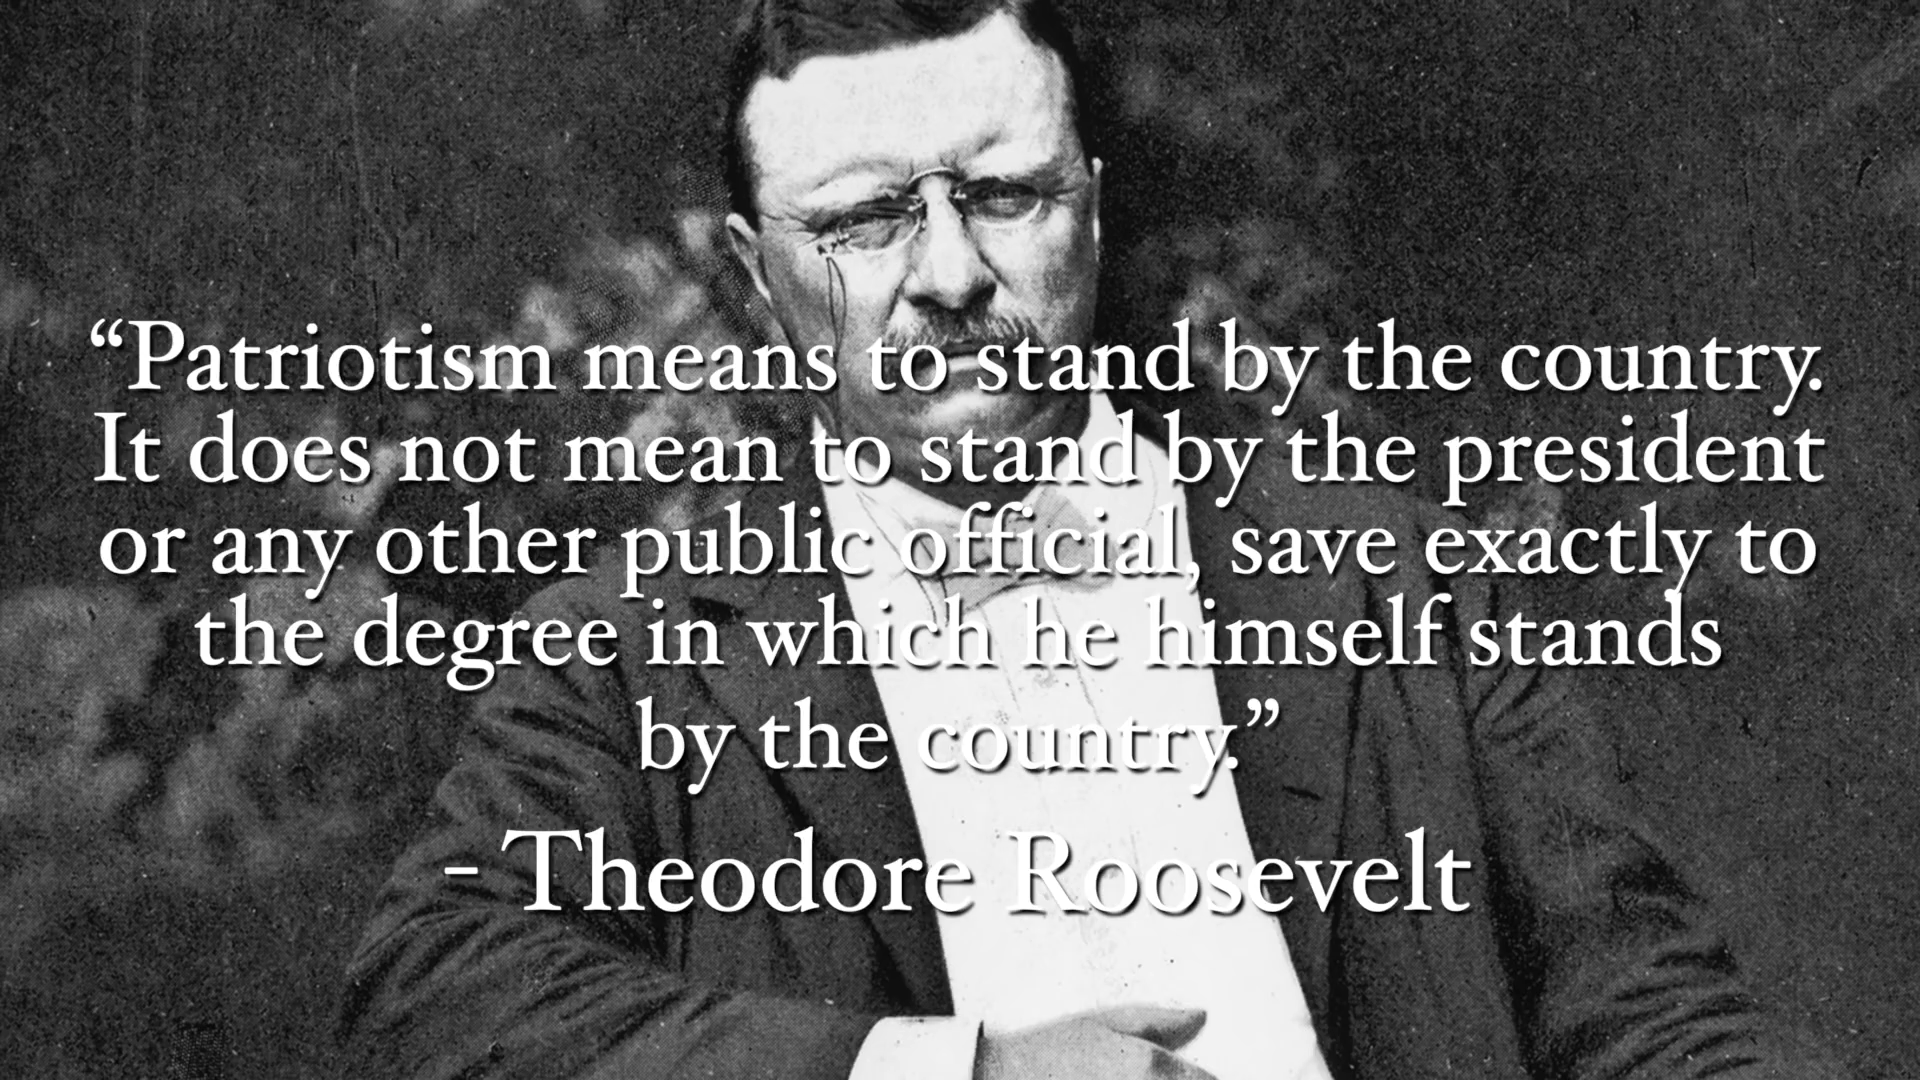 “Patriotism means to stand by the country.
It does not mean to stand by the president
or any other public official, save exactly to
the degree in which he himself stands
by the country.”
- Theodore Roosevelt